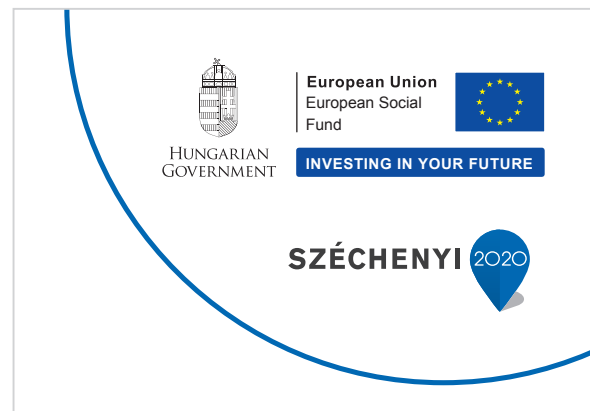 European Union
European Social
Fund
HUNGARIAN
GOVERNMENT
INVESTING IN YOUR FUTURE
SZÉCHENYI 2020